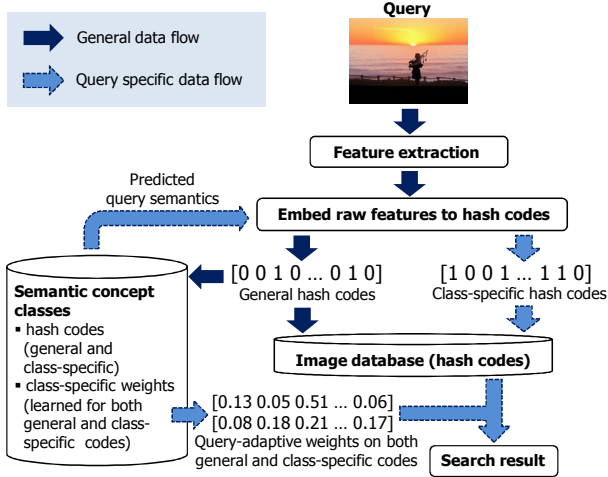 Query
General data flow
Query specific data flow
Feature extraction
Predicted
query semantics
Embed raw features to hash codes
[0 0 1 0 ... 0 1 0]
General hash codes
[1 0 0 1 ... 1 1 0]
Class-specific hash codes
Semantic concept
classes
▪ hash codes
(general and
class-specific)
▪ class-specific weights
(learned for both
general and class-
specific codes)
Image database (hash codes)
[0.13 0.05 0.51 ... 0.06]
[0.08 0.18 0.21 ... 0.17]
Query-adaptive weights on both
general and class-specific codes
Search result